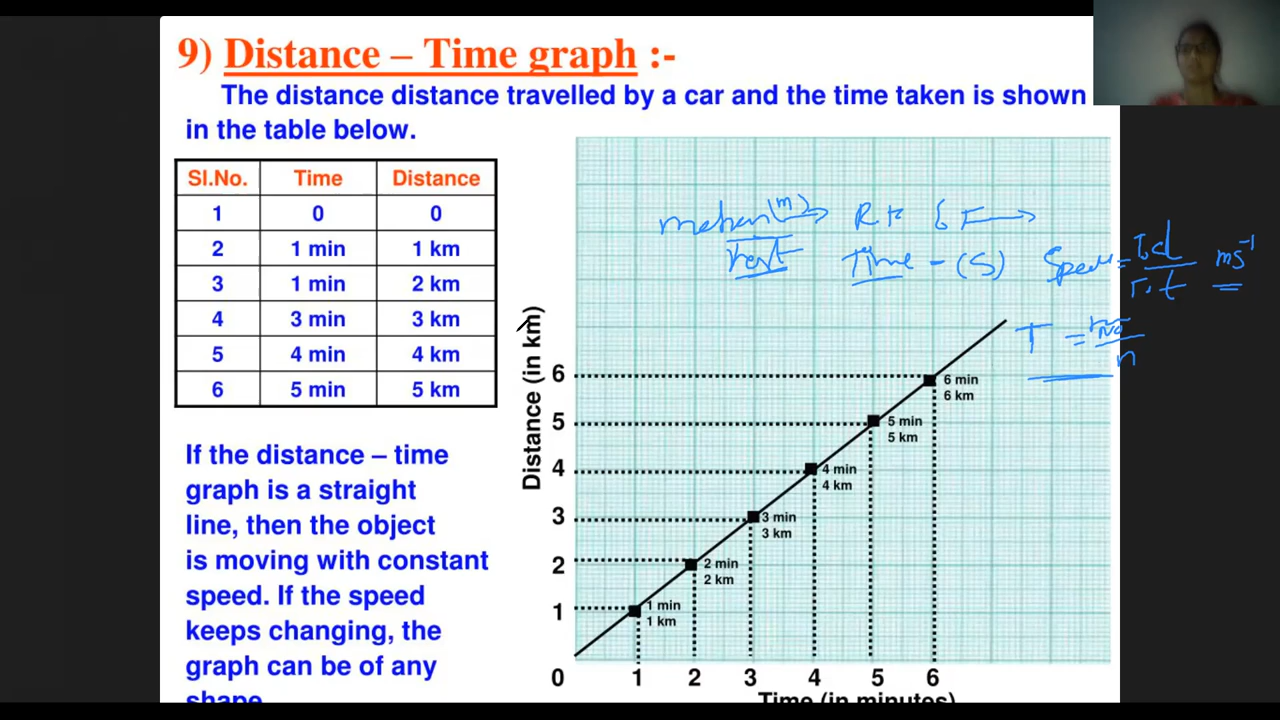 9) Distance – Time graph :-
The distance distance travelled by a car and the time taken is shown
in the table below.
Sl.No. Time Distance
1 0 0
2 1 min 1 km
3 1 min 2 km
4 3 min 3 km
5 4 min 4 km
6 5 min 5 km
If the distance – time
graph is a straight
line, then the object
is moving with constant
speed. If the speed
keeps changing, the
graph can be of any
shape
(m)
rest
Time - (S)
T.d
ms⁻¹
T.t
T =
n
Distance (in km)
6
5
4
3
2
1
6 min
6 km
5 min
5 km
4 min
4 km
3 min
3 km
2 min
2 km
1 min
1 km
0 1 2 3 4 5 6
Time (in minutes)